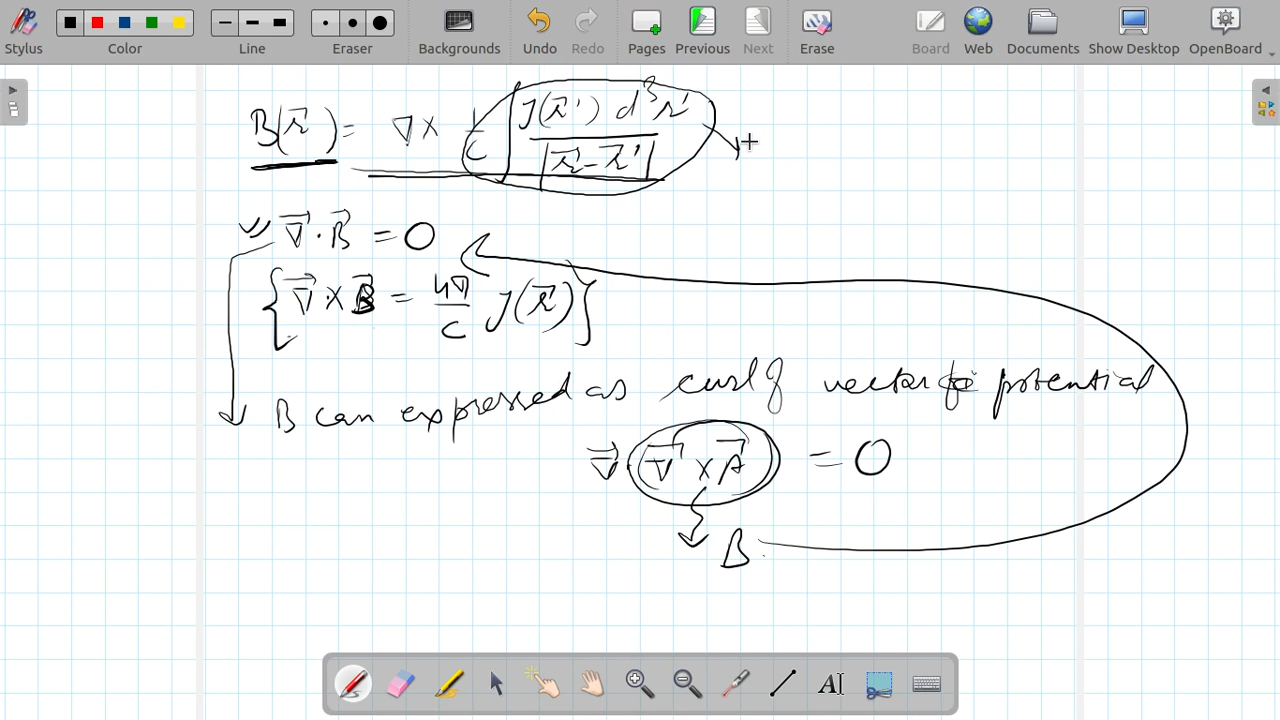 Stylus Color Line Eraser Backgrounds Undo Redo Pages Previous Next Erase Board Web Documents Show Desktop OpenBoard
B(r⃗) = ∇ × 1/c ∫ J(r⃗') d³r' / |r⃗ - r⃗'|
∇⃗ · B⃗ = 0
{ ∇⃗ × B⃗ = 4π/c J(r⃗) }
B can expressed as curl of vector potential
∇⃗ · ∇⃗ × A⃗ = 0
B